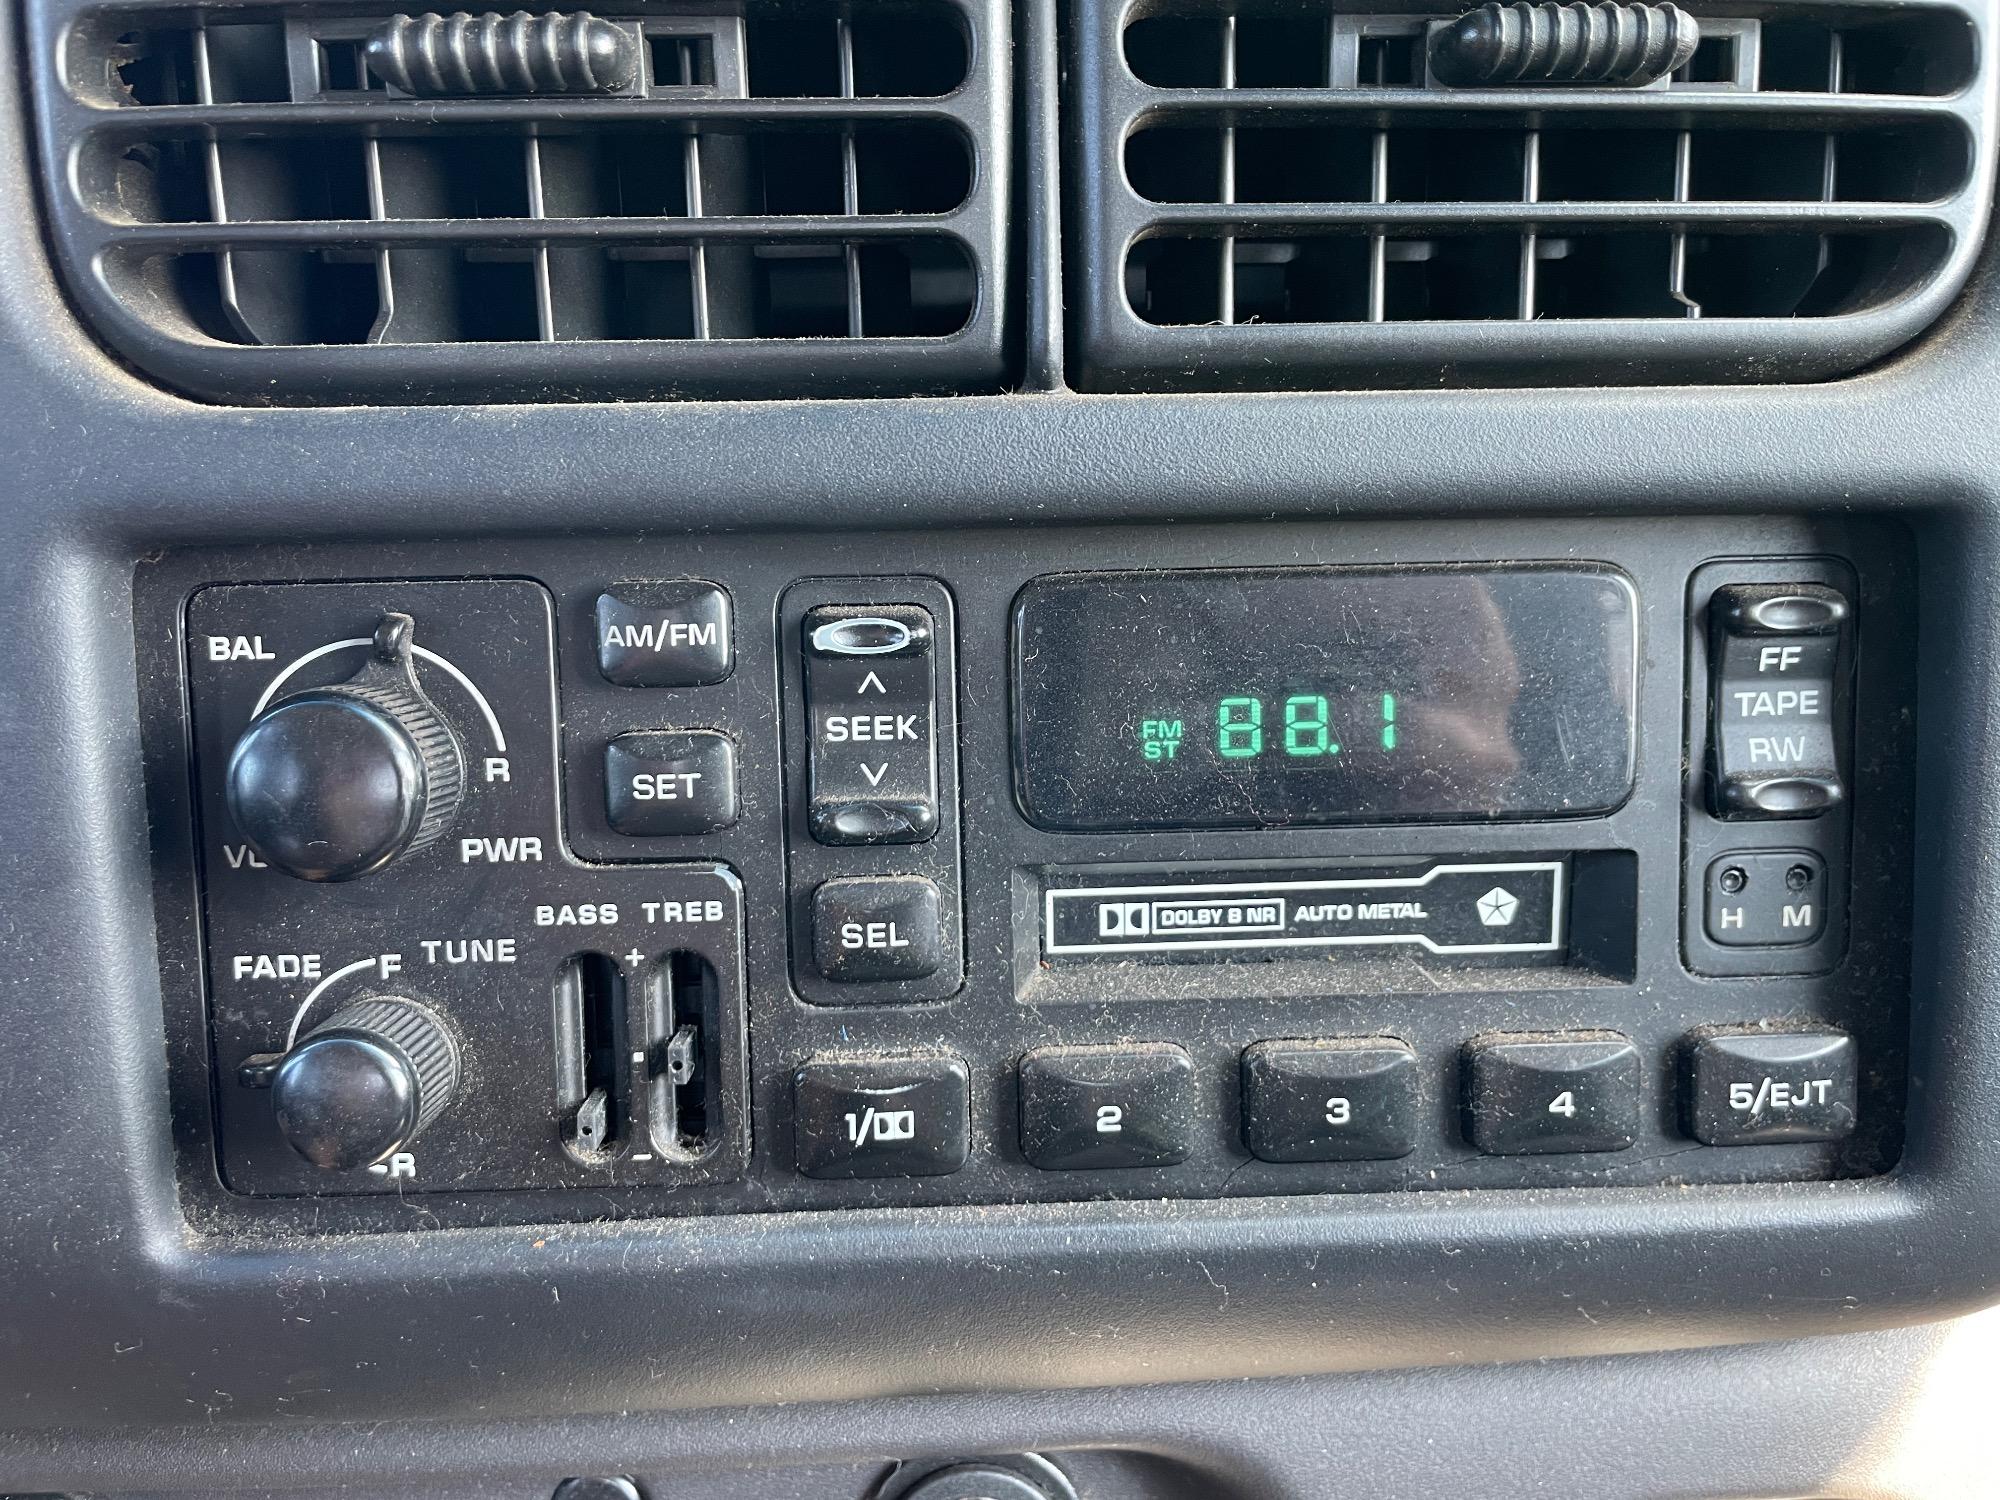 BAL
R
PWR
AM/FM
SET
SEEK
SEL
FM
ST
88.1
FF
TAPE
RW
DOLBY B NR AUTO METAL
H M
BASS TREB
+
-
FADE
F
TUNE
R
1/
2
3
4
5/EJT